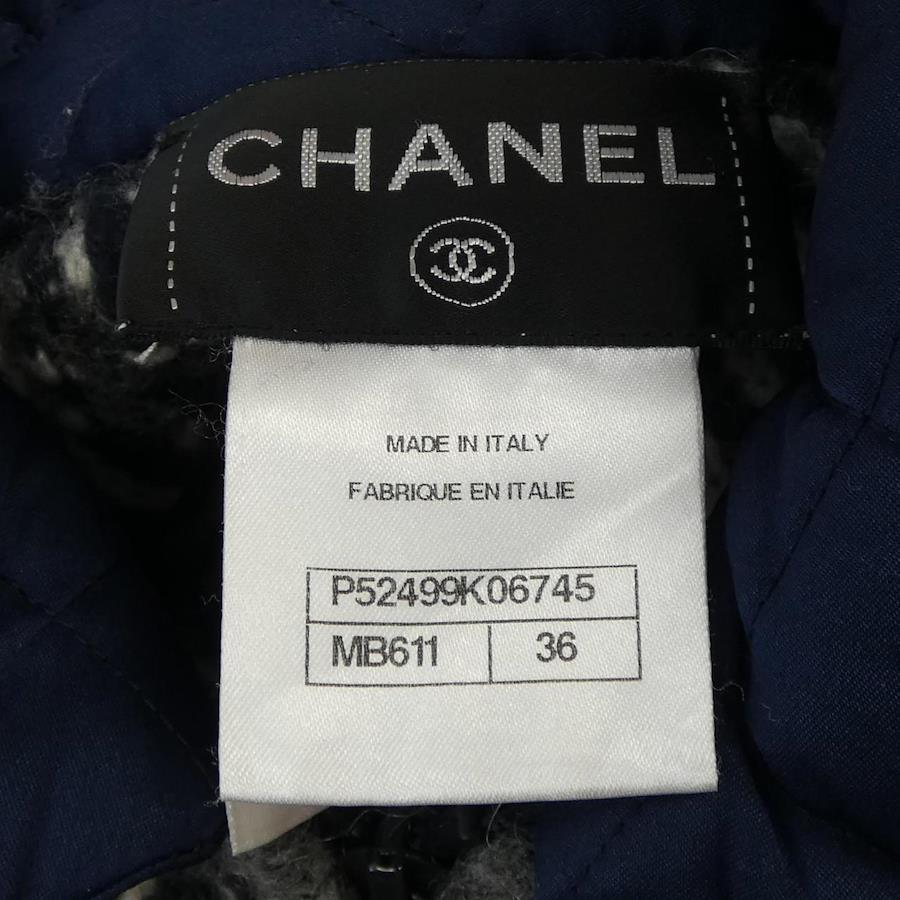 CHANEL
MADE IN ITALY
FABRIQUE EN ITALIE
P52499K06745
MB611 36